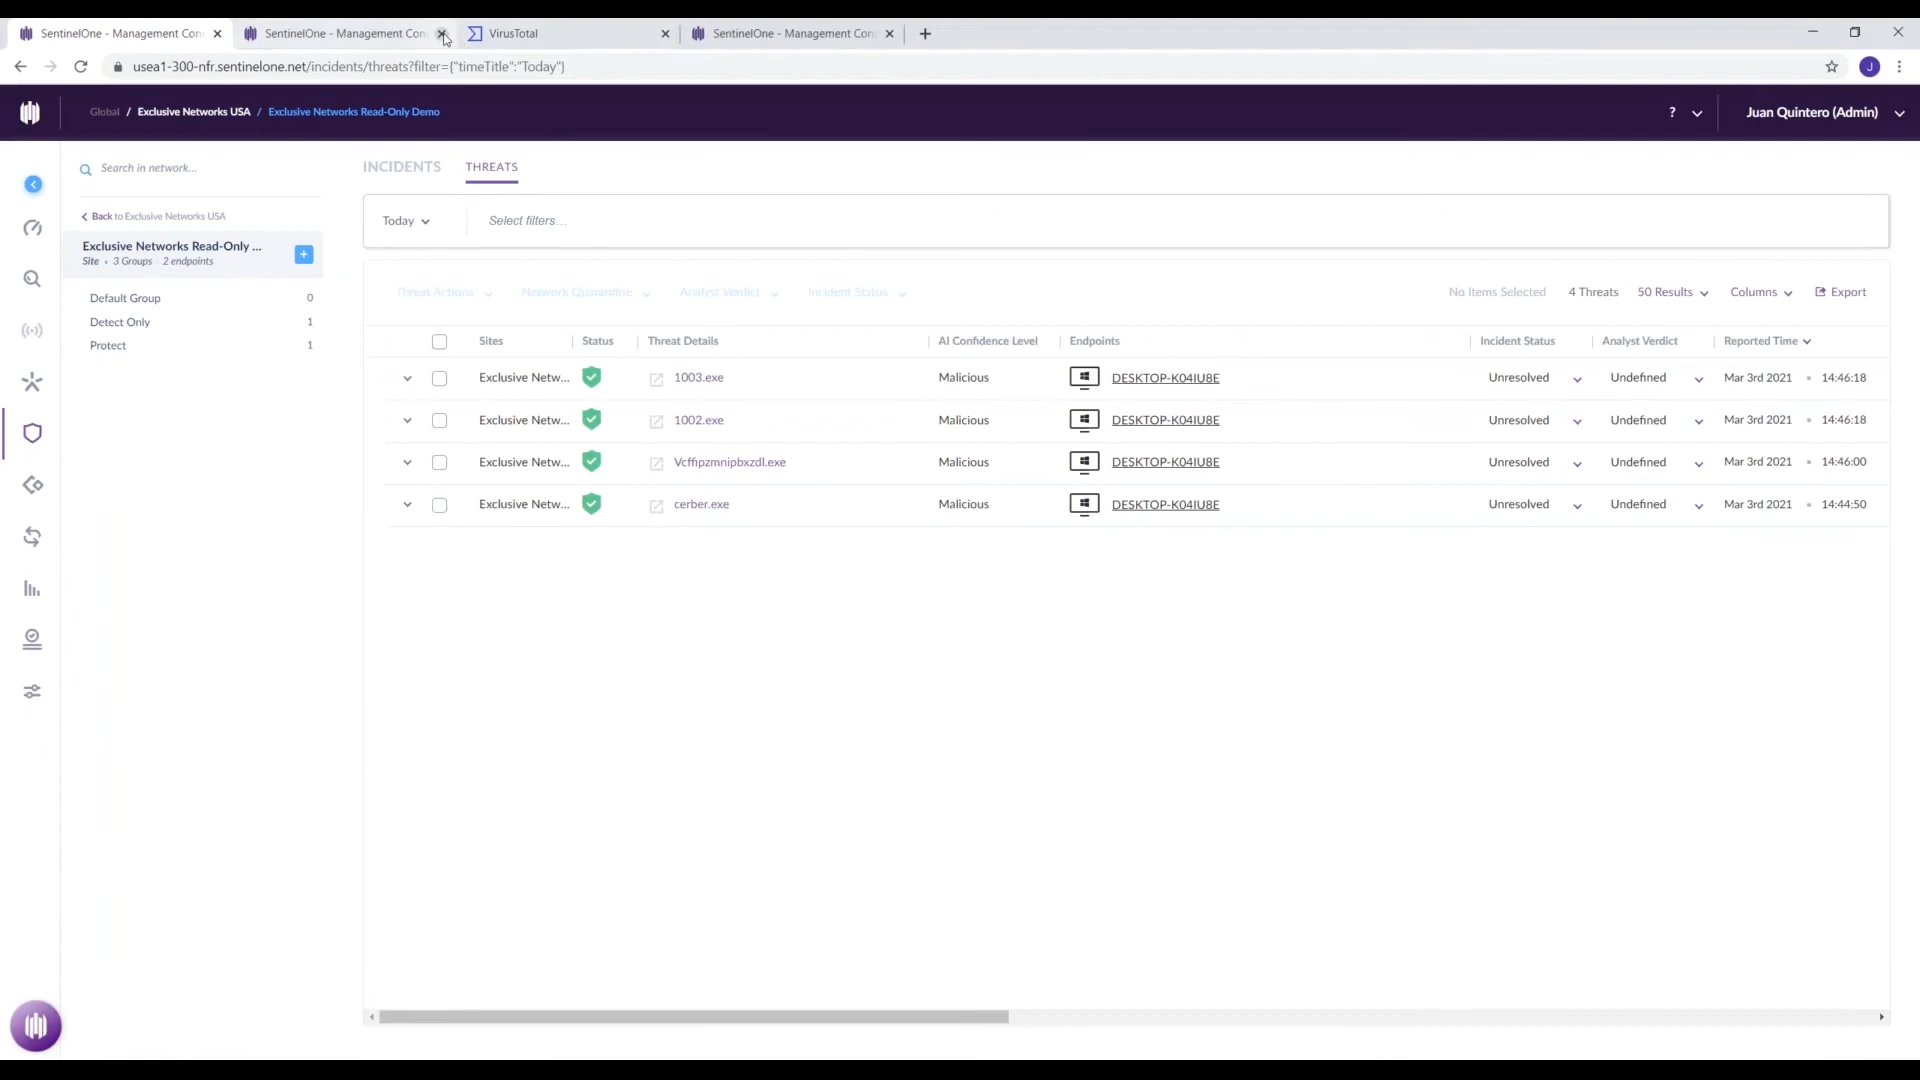 SentinelOne - Management Con
SentinelOne - Management Con
VirusTotal
SentinelOne - Management Con
usea1-300-nfr.sentinelone.net/incidents/threats?filter={"timeTitle":"Today"}
J
Global / Exclusive Networks USA / Exclusive Networks Read-Only Demo
?
Juan Quintero (Admin)
Search in network...
Back to Exclusive Networks USA
Exclusive Networks Read-Only ...
Site • 3 Groups 2 endpoints
Default Group 0
Detect Only 1
Protect 1
INCIDENTS THREATS
Today
Select filters...
Threat Actions Network Quarantine Analyst Verdict Incident Status No Items Selected 4 Threats 50 Results Columns Export
Sites Status Threat Details AI Confidence Level Endpoints Incident Status Analyst Verdict Reported Time
Exclusive Netw... 1003.exe Malicious DESKTOP-K04IU8E Unresolved Undefined Mar 3rd 2021 • 14:46:18
Exclusive Netw... 1002.exe Malicious DESKTOP-K04IU8E Unresolved Undefined Mar 3rd 2021 • 14:46:18
Exclusive Netw... Vcffipzmnipbxzdl.exe Malicious DESKTOP-K04IU8E Unresolved Undefined Mar 3rd 2021 • 14:46:00
Exclusive Netw... cerber.exe Malicious DESKTOP-K04IU8E Unresolved Undefined Mar 3rd 2021 • 14:44:50